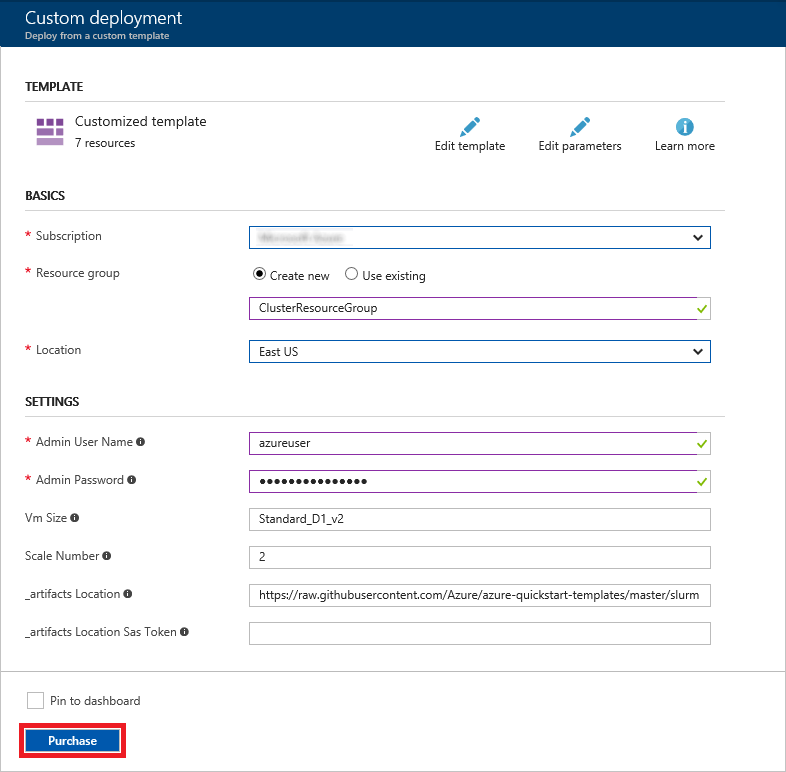 Custom deployment
Deploy from a custom template
TEMPLATE
Customized template
7 resources
Edit template
Edit parameters
Learn more
BASICS
* Subscription
* Resource group
Create new
Use existing
ClusterResourceGroup
* Location
East US
SETTINGS
* Admin User Name
azureuser
* Admin Password
•••••••••••••••
Vm Size
Standard_D1_v2
Scale Number
2
_artifacts Location
https://raw.githubusercontent.com/Azure/azure-quickstart-templates/master/slurm
_artifacts Location Sas Token
Pin to dashboard
Purchase